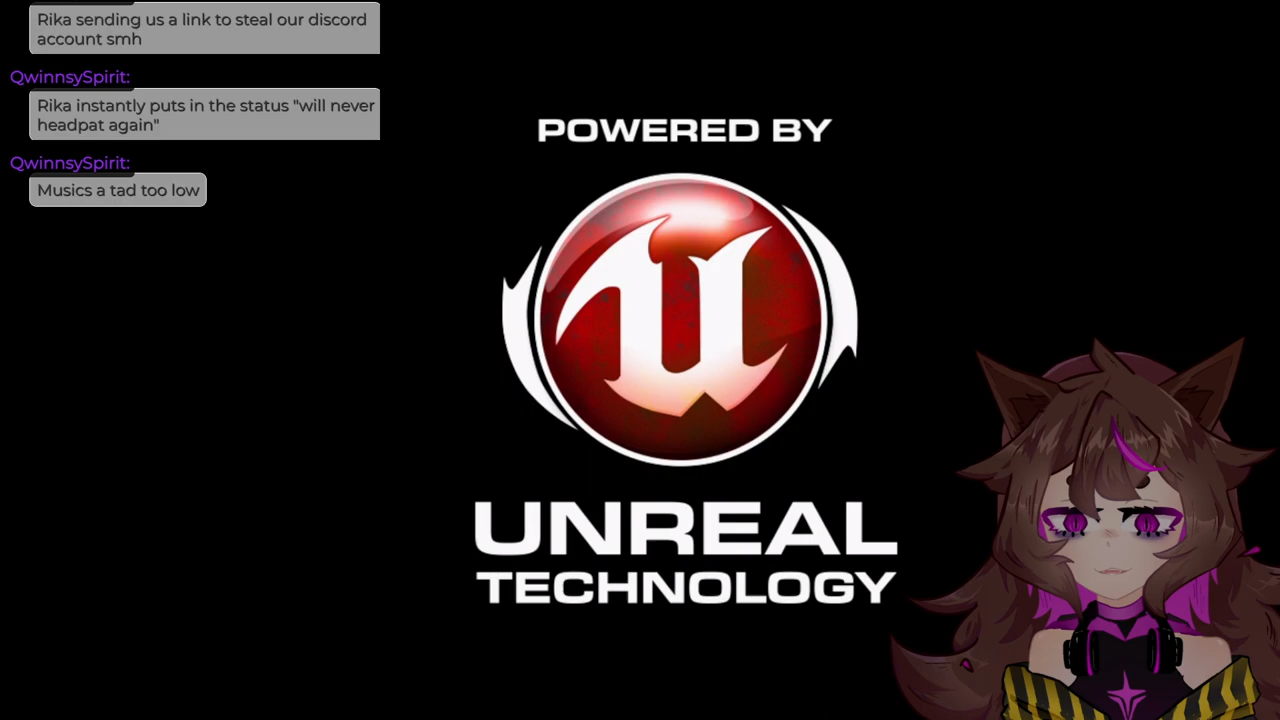 Rika sending us a link to steal our discord
account smh
QwinnsySpirit:
Rika instantly puts in the status "will never
headpat again"
QwinnsySpirit:
Musics a tad too low
POWERED BY
UNREAL
TECHNOLOGY